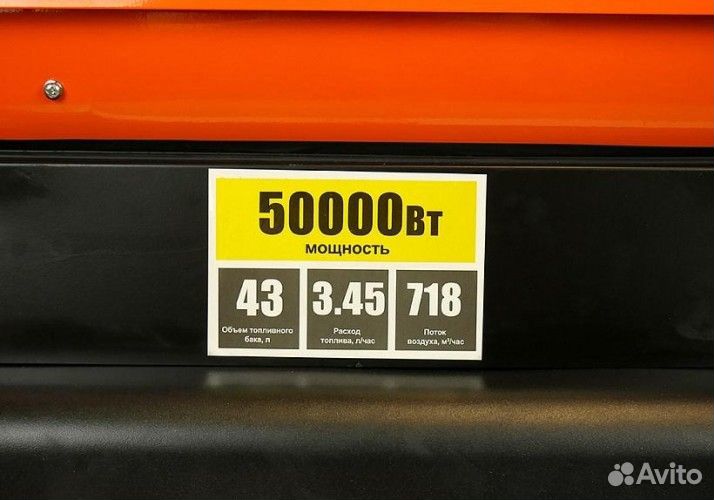 50000Вт
мощность
43
Объем топливного
бака, л
3.45
Расход
топлива, л/час
718
Поток
воздуха, м³/час
Avito